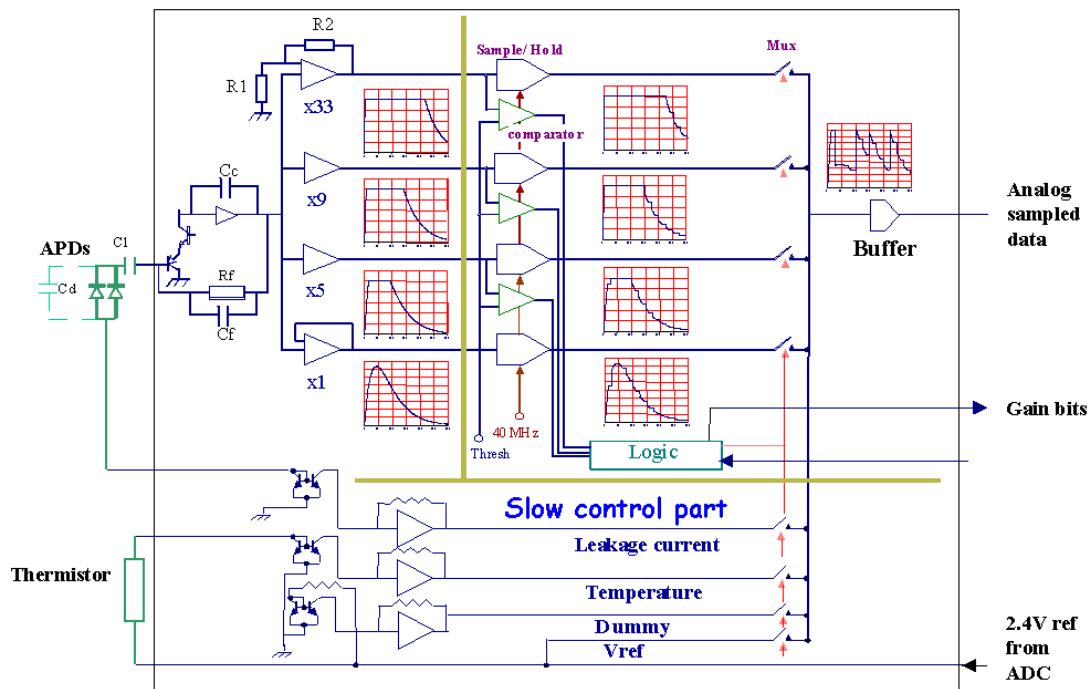 R2
Sample/ Hold
Mux
R1
x33
comparator
Cc
x9
Analog
sampled
data
APDs
C1
Buffer
Cd
Rf
x5
Cf
x1
Gain bits
40 MHz
Thresh
Logic
Slow control part
Leakage current
Thermistor
Temperature
Dummy
2.4V ref
from
ADC
Vref